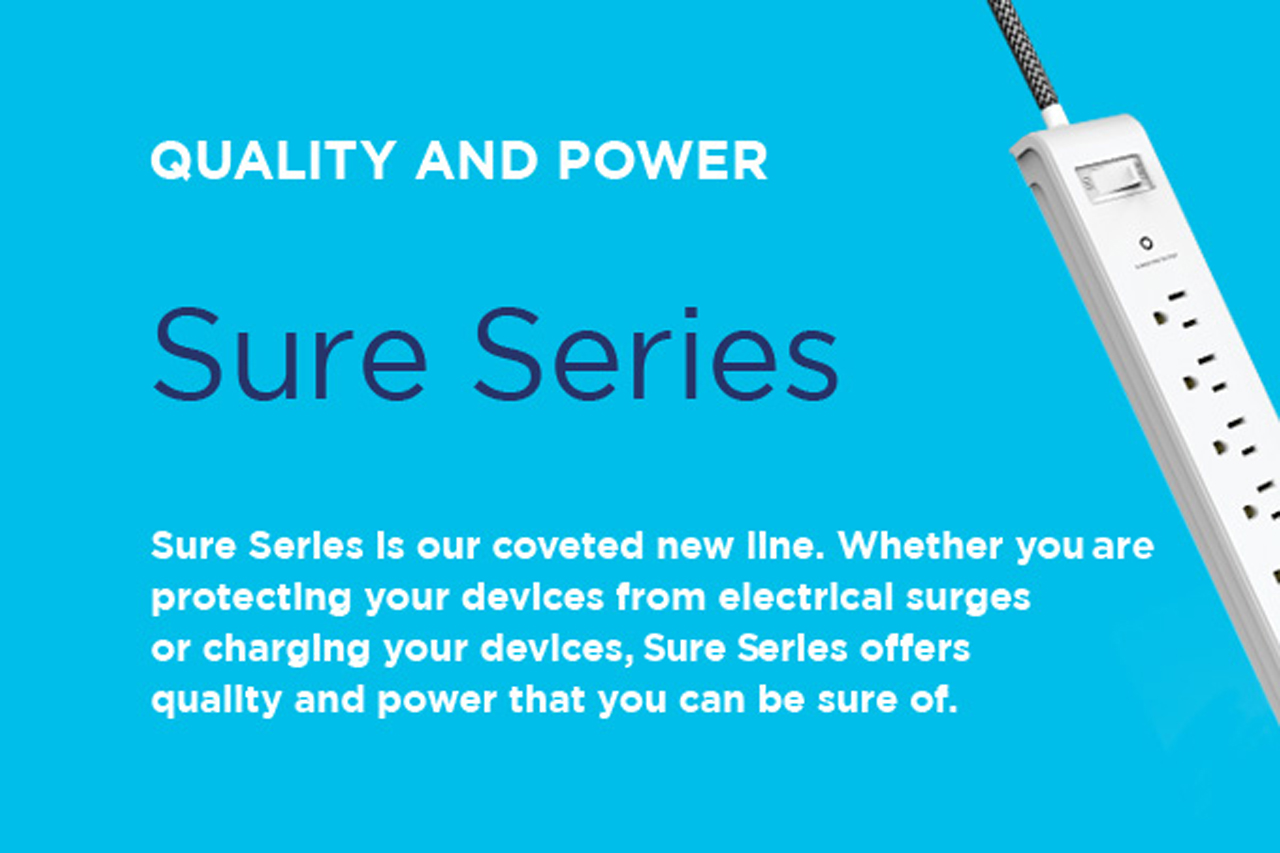 QUALITY AND POWER
Sure Series
Sure Series is our coveted new line. Whether you are
protecting your devices from electrical surges
or charging your devices, Sure Series offers
quality and power that you can be sure of.